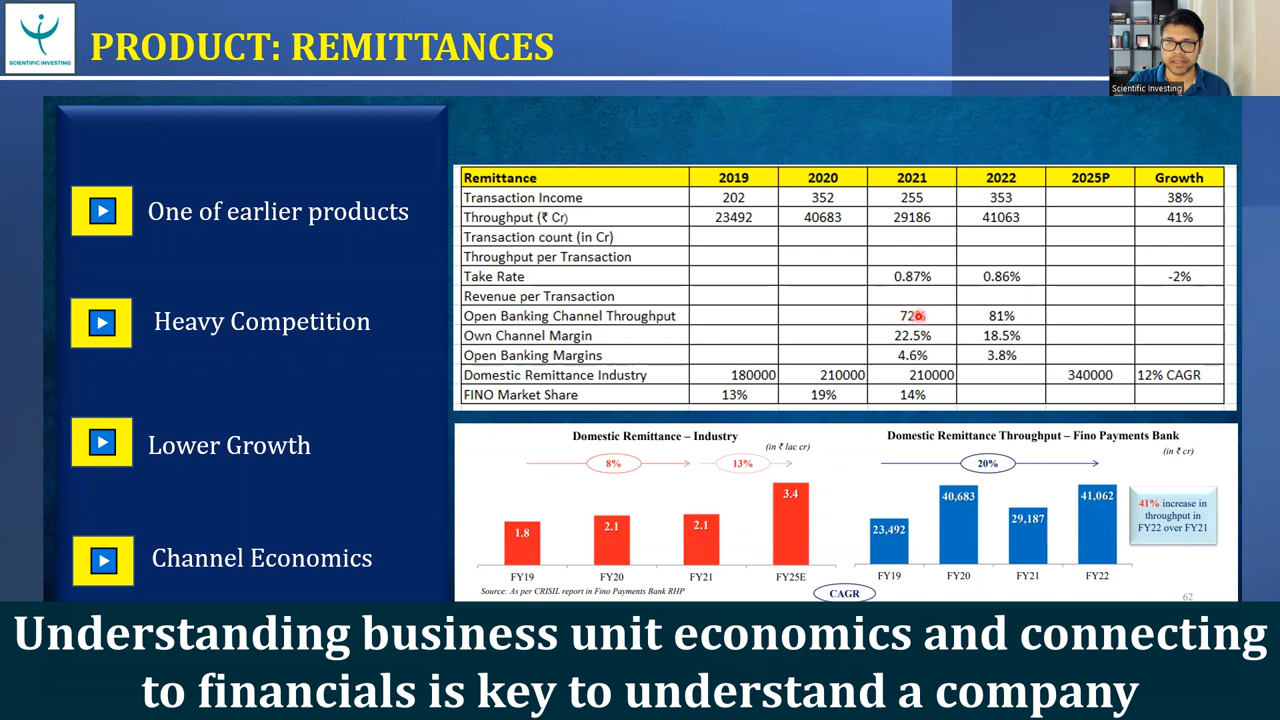 SCIENTIFIC INVESTING
PRODUCT: REMITTANCES
Scientific Investing
One of earlier products
Heavy Competition
Lower Growth
Channel Economics
Remittance 2019 2020 2021 2022 2025P Growth
Transaction Income 202 352 255 353 38%
Throughput (₹ Cr) 23492 40683 29186 41063 41%
Transaction count (in Cr)
Throughput per Transaction
Take Rate 0.87% 0.86% -2%
Revenue per Transaction
Open Banking Channel Throughput 72% 81%
Own Channel Margin 22.5% 18.5%
Open Banking Margins 4.6% 3.8%
Domestic Remittance Industry 180000 210000 210000 340000 12% CAGR
FINO Market Share 13% 19% 14%
Domestic Remittance – Industry
(in ₹ lac cr)
8% 13%
1.8 2.1 2.1 3.4
FY19 FY20 FY21 FY25E
Source: As per CRISIL report in Fino Payments Bank RHP
Domestic Remittance Throughput – Fino Payments Bank
(in ₹ cr)
20%
23,492 40,683 29,187 41,062
FY19 FY20 FY21 FY22
41% increase in
throughput in
FY22 over FY21
CAGR
62
Understanding business unit economics and connecting
to financials is key to understand a company